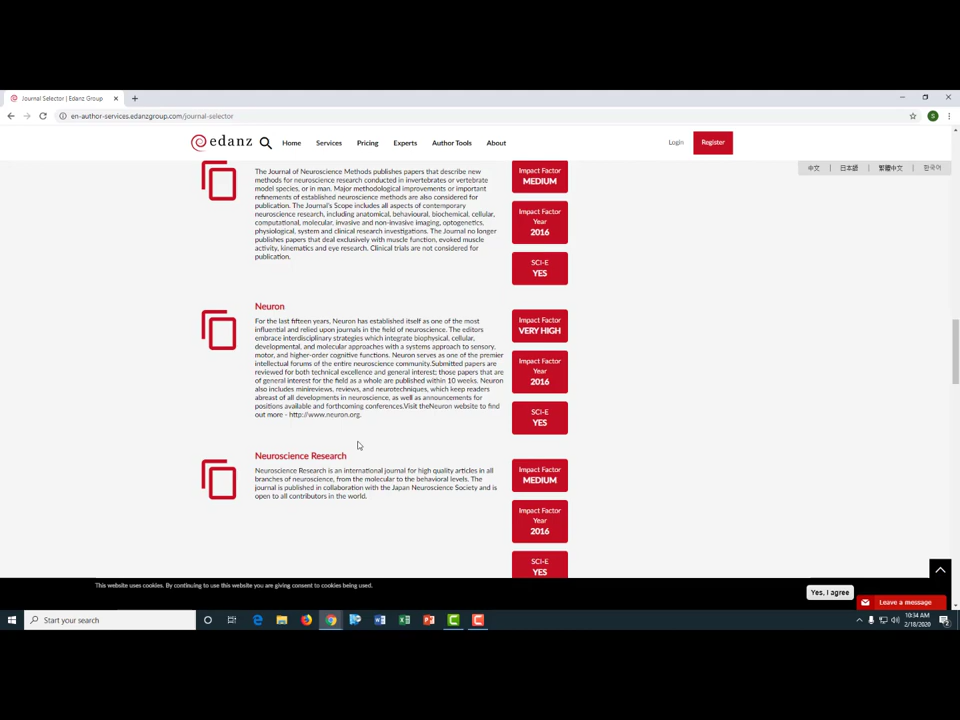 Journal Selector | Edanz Group
en-author-services.edanzgroup.com/journal-selector
edanz
Home
Services
Pricing
Experts
Author Tools
About
Login
Register
中文 | 日本語 | 繁體中文 | 한국어
The Journal of Neuroscience Methods publishes papers that describe new
methods for neuroscience research conducted in invertebrates or vertebrate
model species, or in man. Major methodological improvements or important
refinements of established neuroscience methods are also considered for
publication. The Journal's Scope includes all aspects of contemporary
neuroscience research, including anatomical, behavioural, biochemical, cellular,
computational, molecular, invasive and non-invasive imaging, optogenetics,
physiological, system and clinical research investigations. The Journal no longer
publishes papers that deal exclusively with muscle function, evoked muscle
activity, kinematics and eye research. Clinical trials are not considered for
publication.
Impact Factor
MEDIUM
Impact Factor
Year
2016
SCI-E
YES
Neuron
For the last fifteen years, Neuron has established itself as one of the most
influential and relied upon journals in the field of neuroscience. The editors
embrace interdisciplinary strategies which integrate biophysical, cellular,
developmental, and molecular approaches with a systems approach to sensory,
motor, and higher-order cognitive functions. Neuron serves as one of the premier
intellectual forums of the entire neuroscience community.Submitted papers are
reviewed for both technical excellence and general interest; those papers that are
of general interest for the field as a whole are published within 10 weeks. Neuron
also includes minireviews, reviews, and neurotechniques, which keep readers
abreast of all developments in neuroscience, as well as announcements for
positions available and forthcoming conferences.Visit theNeuron website to find
out more - http://www.neuron.org.
Impact Factor
VERY HIGH
Impact Factor
Year
2016
SCI-E
YES
Neuroscience Research
Neuroscience Research is an international journal for high quality articles in all
branches of neuroscience, from the molecular to the behavioral levels. The
journal is published in collaboration with the Japan Neuroscience Society and is
open to all contributors in the world.
Impact Factor
MEDIUM
Impact Factor
Year
2016
SCI-E
YES
This website uses cookies. By continuing to use this website you are giving consent to cookies being used.
Yes, I agree
Leave a message
Start your search
10:34 AM
2/18/2020